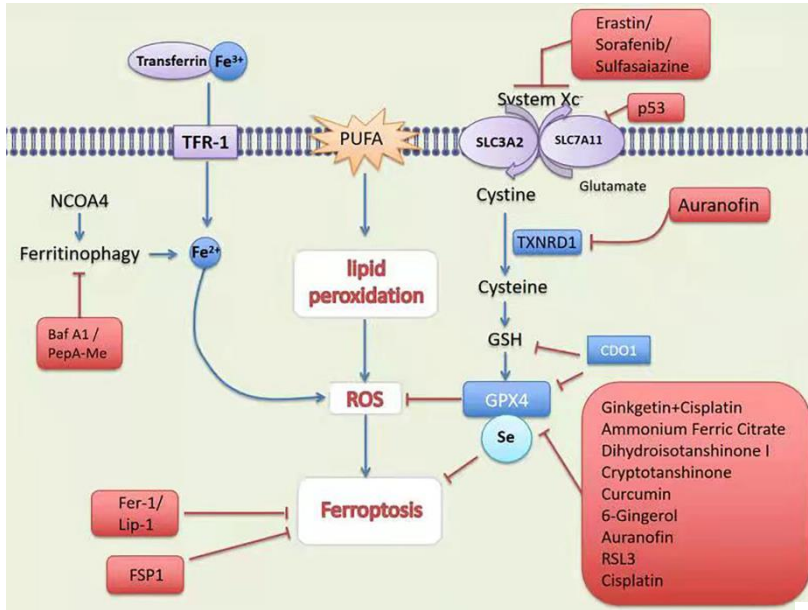 Transferrin
Fe3+
TFR-1
PUFA
Erastin/
Sorafenib/
Sulfasaiazine
System Xc-
p53
SLC3A2
SLC7A11
Glutamate
Cystine
NCOA4
Ferritinophagy
Fe2+
Auranofin
TXNRD1
lipid
peroxidation
Cysteine
Baf A1 /
PepA-Me
GSH
CDO1
ROS
GPX4
Se
Ginkgetin+Cisplatin
Ammonium Ferric Citrate
Dihydroisotanshinone I
Cryptotanshinone
Curcumin
6-Gingerol
Auranofin
RSL3
Cisplatin
Fer-1/
Lip-1
Ferroptosis
FSP1